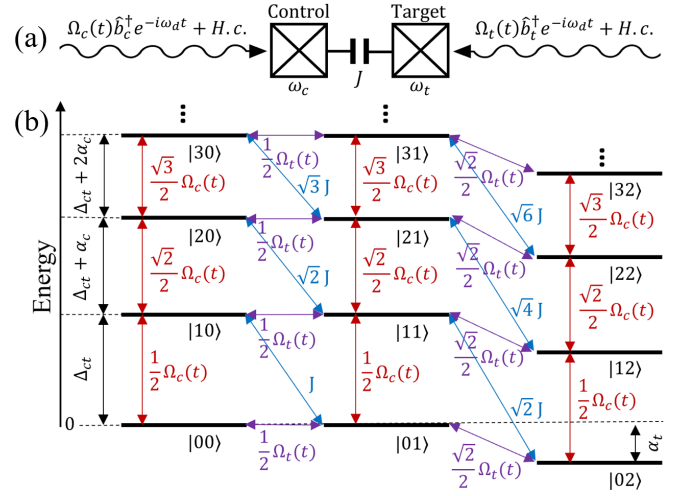 (a)
Ω_c(t)b̂_c^† e^{-iω_d t} + H.c.
Control
Target
Ω_t(t)b̂_t^† e^{-iω_d t} + H.c.
ω_c
J
ω_t
(b)
Energy
Δ_ct + 2α_c
Δ_ct + α_c
Δ_ct
0
⋮
⋮
⋮
|30⟩
|31⟩
|32⟩
|20⟩
|21⟩
|22⟩
|10⟩
|11⟩
|12⟩
|00⟩
|01⟩
|02⟩
√3/2 Ω_c(t)
1/2 Ω_t(t)
√3 J
√3/2 Ω_c(t)
√2/2 Ω_t(t)
√6 J
√3/2 Ω_c(t)
√2/2 Ω_c(t)
1/2 Ω_t(t)
√2 J
√2/2 Ω_c(t)
√2/2 Ω_t(t)
√4 J
√2/2 Ω_c(t)
1/2 Ω_c(t)
1/2 Ω_t(t)
J
1/2 Ω_c(t)
√2/2 Ω_t(t)
√2 J
1/2 Ω_c(t)
1/2 Ω_t(t)
√2/2 Ω_t(t)
α_t